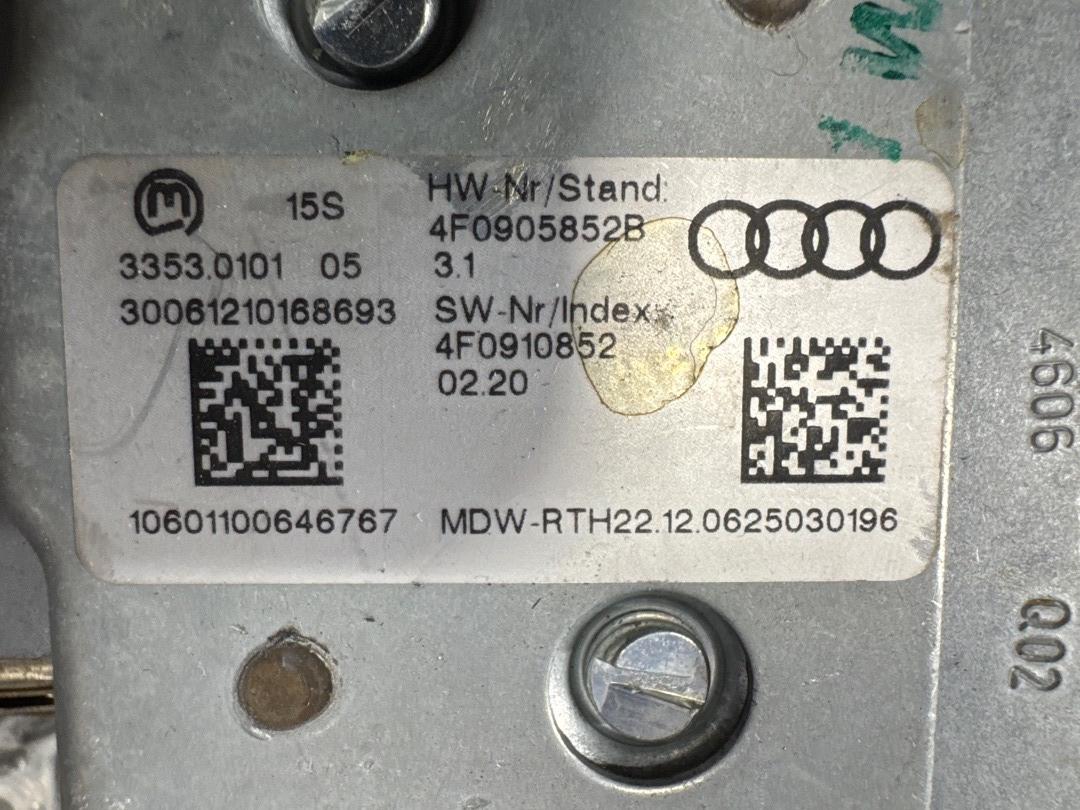 M
15S
3353.0101 05
30061210168693
10601100646767
HW-Nr/Stand:
4F0905852B
3.1
SW-Nr/Index:
4F0910852
02.20
MDW-RTH22.12.0625030196
4606
Q02